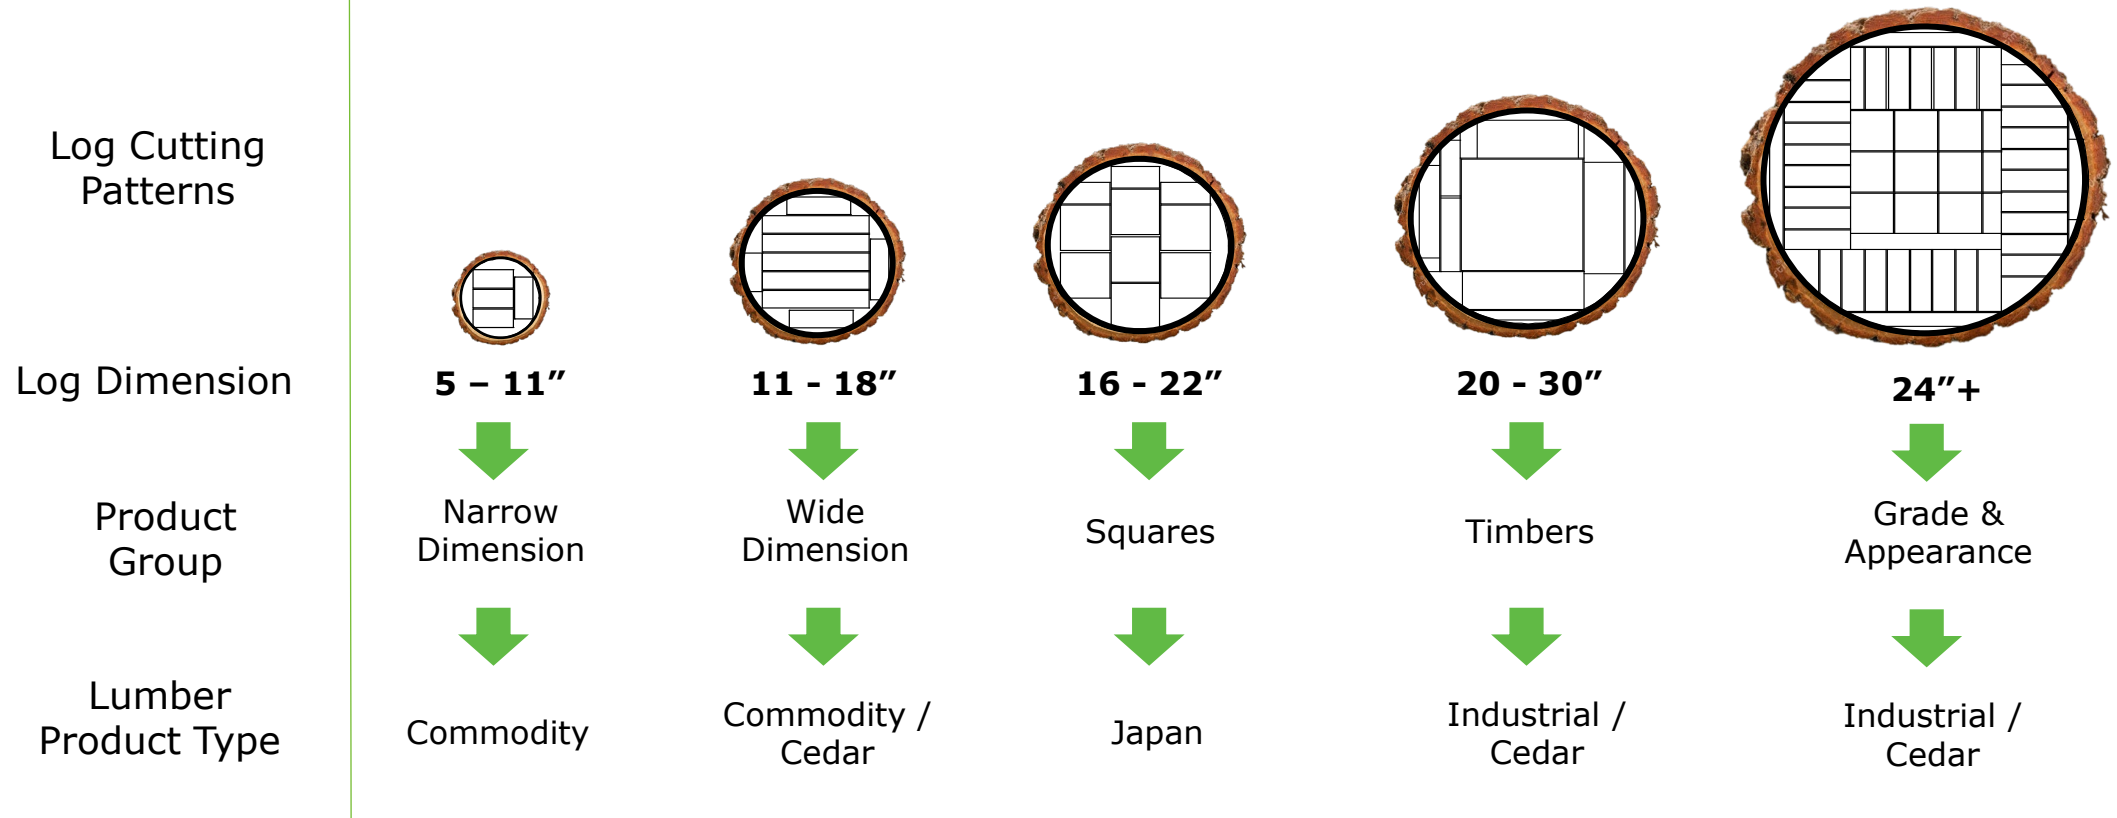 Log Cutting
Patterns
Log Dimension
5 – 11”
11 - 18”
16 - 22”
20 - 30”
24”+
Product
Group
Narrow
Dimension
Wide
Dimension
Squares
Timbers
Grade &
Appearance
Lumber
Product Type
Commodity
Commodity /
Cedar
Japan
Industrial /
Cedar
Industrial /
Cedar